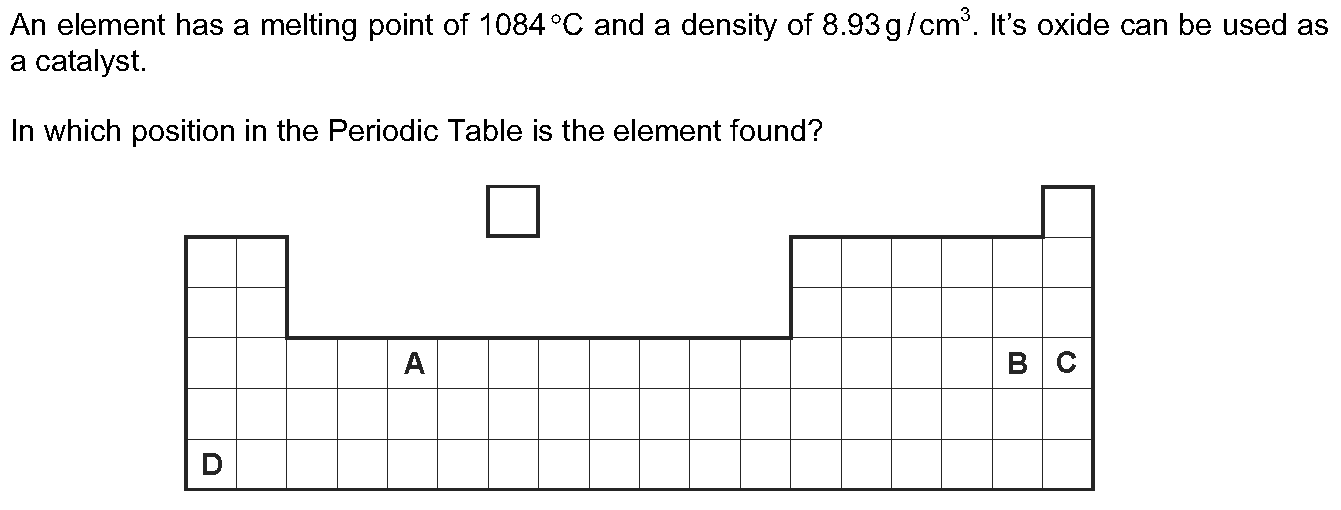 An element has a melting point of 1084 °C and a density of 8.93 g / cm³. It’s oxide can be used as
a catalyst.
In which position in the Periodic Table is the element found?
A
B
C
D